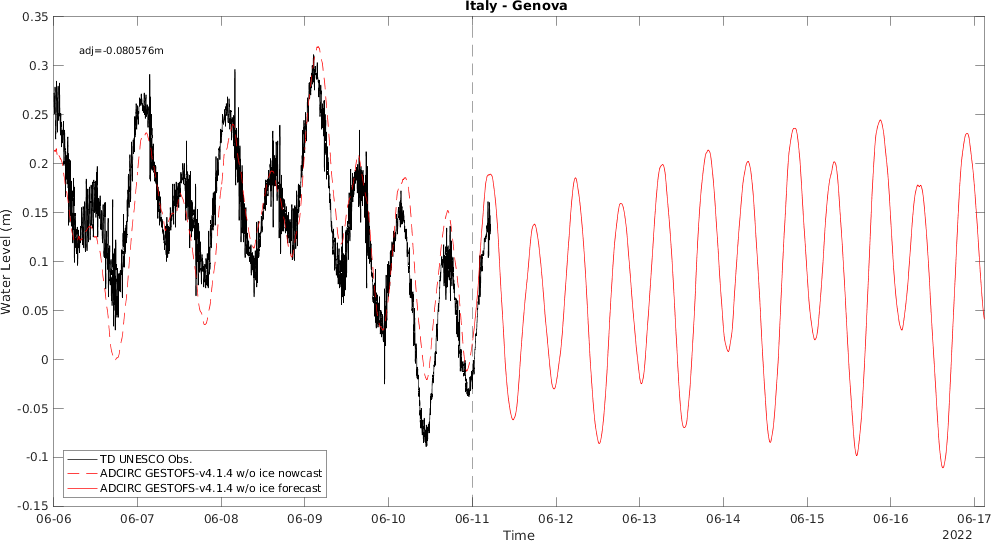 Italy - Genova
0.35
adj=-0.080576m
0.3
0.25
0.2
0.15
0.1
0.05
0
-0.05
-0.1
-0.15
Water Level (m)
TD UNESCO Obs.
ADCIRC GESTOFS-v4.1.4 w/o ice nowcast
ADCIRC GESTOFS-v4.1.4 w/o ice forecast
06-06 06-07 06-08 06-09 06-10 06-11 06-12 06-13 06-14 06-15 06-16 06-17
Time
2022